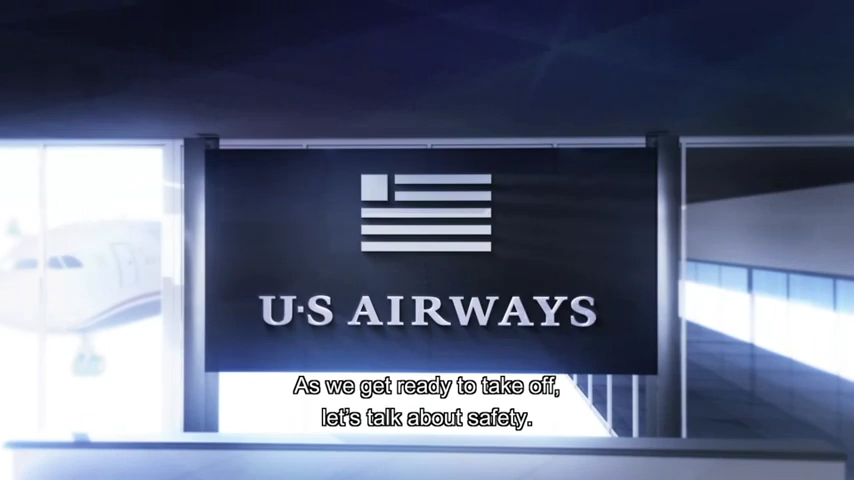 U·S AIRWAYS
As we get ready to take off,
let's talk about safety.